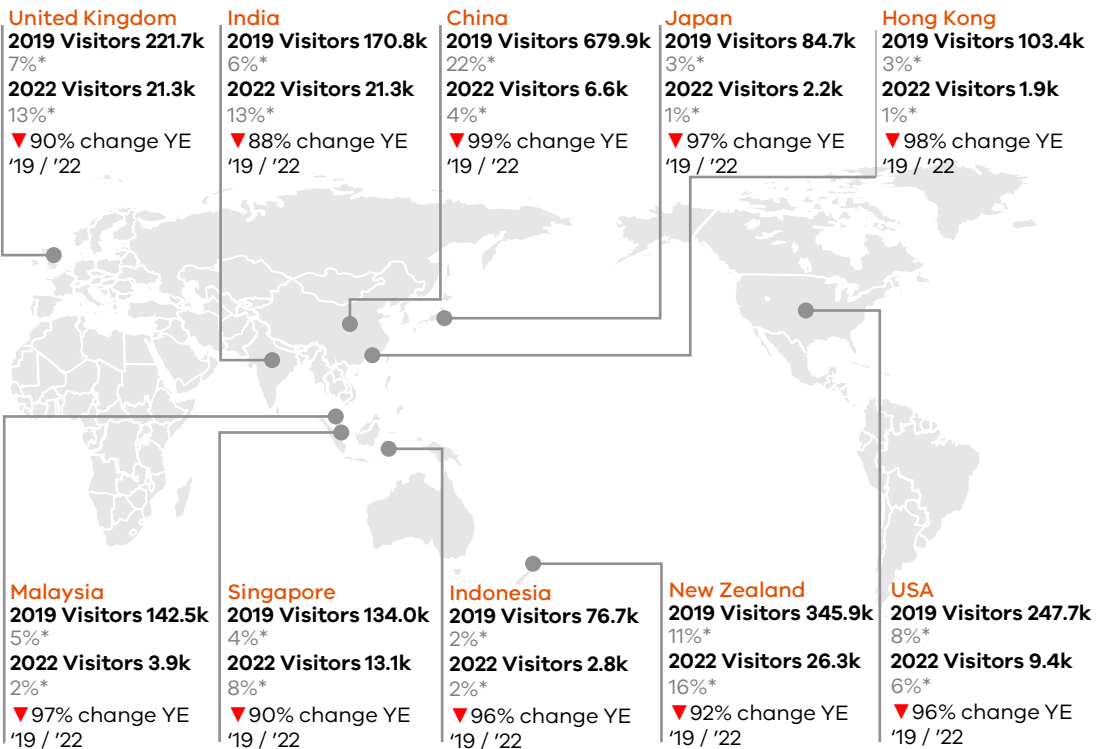 United Kingdom
2019 Visitors 221.7k
7%*
2022 Visitors 21.3k
13%*
▼90% change YE
‘19 / ’22
India
2019 Visitors 170.8k
6%*
2022 Visitors 21.3k
13%*
▼88% change YE
‘19 / ’22
China
2019 Visitors 679.9k
22%*
2022 Visitors 6.6k
4%*
▼99% change YE
‘19 / ’22
Japan
2019 Visitors 84.7k
3%*
2022 Visitors 2.2k
1%*
▼97% change YE
‘19 / ’22
Hong Kong
2019 Visitors 103.4k
3%*
2022 Visitors 1.9k
1%*
▼98% change YE
‘19 / ’22
Malaysia
2019 Visitors 142.5k
5%*
2022 Visitors 3.9k
2%*
▼97% change YE
‘19 / ’22
Singapore
2019 Visitors 134.0k
4%*
2022 Visitors 13.1k
8%*
▼90% change YE
‘19 / ’22
Indonesia
2019 Visitors 76.7k
2%*
2022 Visitors 2.8k
2%*
▼96% change YE
‘19 / ’22
New Zealand
2019 Visitors 345.9k
11%*
2022 Visitors 26.3k
16%*
▼92% change YE
‘19 / ’22
USA
2019 Visitors 247.7k
8%*
2022 Visitors 9.4k
6%*
▼96% change YE
‘19 / ’22